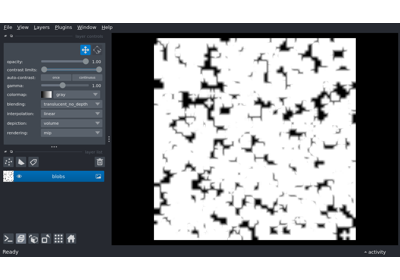 File View Layers Plugins Window Help
opacity: 1.00
contrast limits:
auto-contrast: once continuous
gamma: 1.00
colormap: gray
blending: translucent_no_depth
interpolation: linear
depiction: volume
rendering: mip
blobs
Ready
activity